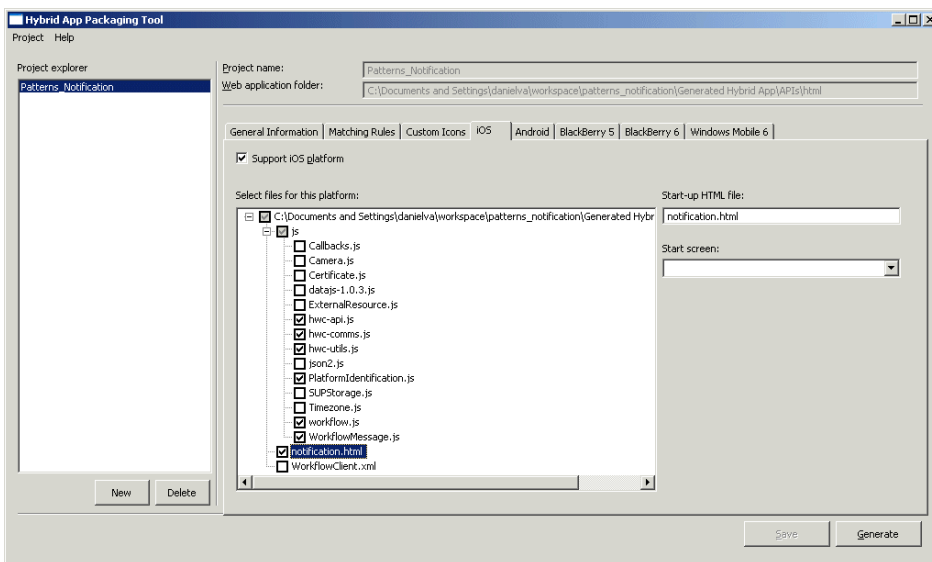 Hybrid App Packaging Tool
Project Help
Project explorer
Patterns_Notification
Project name:
Patterns_Notification
Web application folder:
C:\Documents and Settings\danielva\workspace\patterns_notification\Generated Hybrid App\APIs\html
General Information Matching Rules Custom Icons iOS Android BlackBerry 5 BlackBerry 6 Windows Mobile 6
Support iOS platform
Select files for this platform:
C:\Documents and Settings\danielva\workspace\patterns_notification\Generated Hybr
js
Callbacks.js
Camera.js
Certificate.js
datajs-1.0.3.js
ExternalResource.js
hwc-api.js
hwc-comms.js
hwc-utils.js
json2.js
PlatformIdentification.js
SUPStorage.js
Timezone.js
workflow.js
WorkflowMessage.js
notification.html
WorkflowClient.xml
Start-up HTML file:
notification.html
Start screen:
New Delete
Save Generate